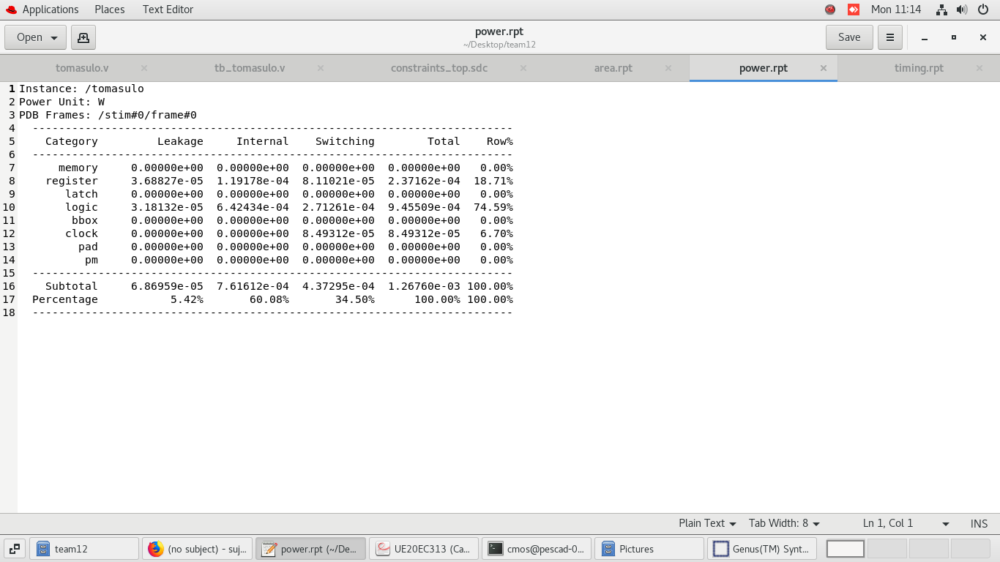 Applications Places Text Editor Mon 11:14
Open power.rpt Save
~/Desktop/team12
tomasulo.v tb_tomasulo.v constraints_top.sdc area.rpt power.rpt timing.rpt
1 Instance: /tomasulo
2 Power Unit: W
3 PDB Frames: /stim#0/frame#0
4 -------------------------------------------------------------------------
5 Category Leakage Internal Switching Total Row%
6 -------------------------------------------------------------------------
7 memory 0.00000e+00 0.00000e+00 0.00000e+00 0.00000e+00 0.00%
8 register 3.68827e-05 1.19178e-04 8.11021e-05 2.37162e-04 18.71%
9 latch 0.00000e+00 0.00000e+00 0.00000e+00 0.00000e+00 0.00%
10 logic 3.18132e-05 6.42434e-04 2.71261e-04 9.45509e-04 74.59%
11 bbox 0.00000e+00 0.00000e+00 0.00000e+00 0.00000e+00 0.00%
12 clock 0.00000e+00 0.00000e+00 8.49312e-05 8.49312e-05 6.70%
13 pad 0.00000e+00 0.00000e+00 0.00000e+00 0.00000e+00 0.00%
14 pm 0.00000e+00 0.00000e+00 0.00000e+00 0.00000e+00 0.00%
15 -------------------------------------------------------------------------
16 Subtotal 6.86959e-05 7.61612e-04 4.37295e-04 1.26760e-03 100.00%
17 Percentage 5.42% 60.08% 34.50% 100.00% 100.00%
18 -------------------------------------------------------------------------
Plain Text Tab Width: 8 Ln 1, Col 1 INS
team12 (no subject) - suj... power.rpt (~/De... UE20EC313 (Ca... cmos@pescad-0... Pictures Genus(TM) Synt...